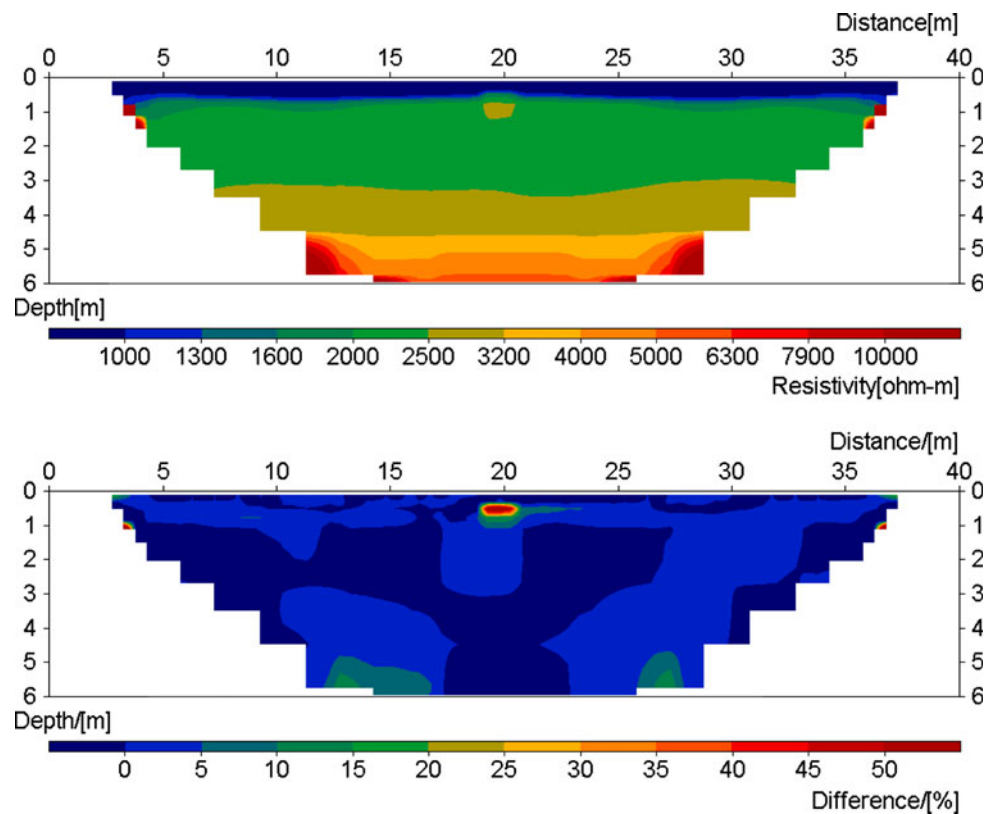 Distance[m]
0 5 10 15 20 25 30 35 40
0 0
1 1
2 2
3 3
4 4
5 5
6 6
Depth[m]
1000 1300 1600 2000 2500 3200 4000 5000 6300 7900 10000
Resistivity[ohm-m]
Distance/[m]
0 5 10 15 20 25 30 35 40
0 0
1 1
2 2
3 3
4 4
5 5
6 6
Depth/[m]
0 5 10 15 20 25 30 35 40 45 50
Difference/[%]